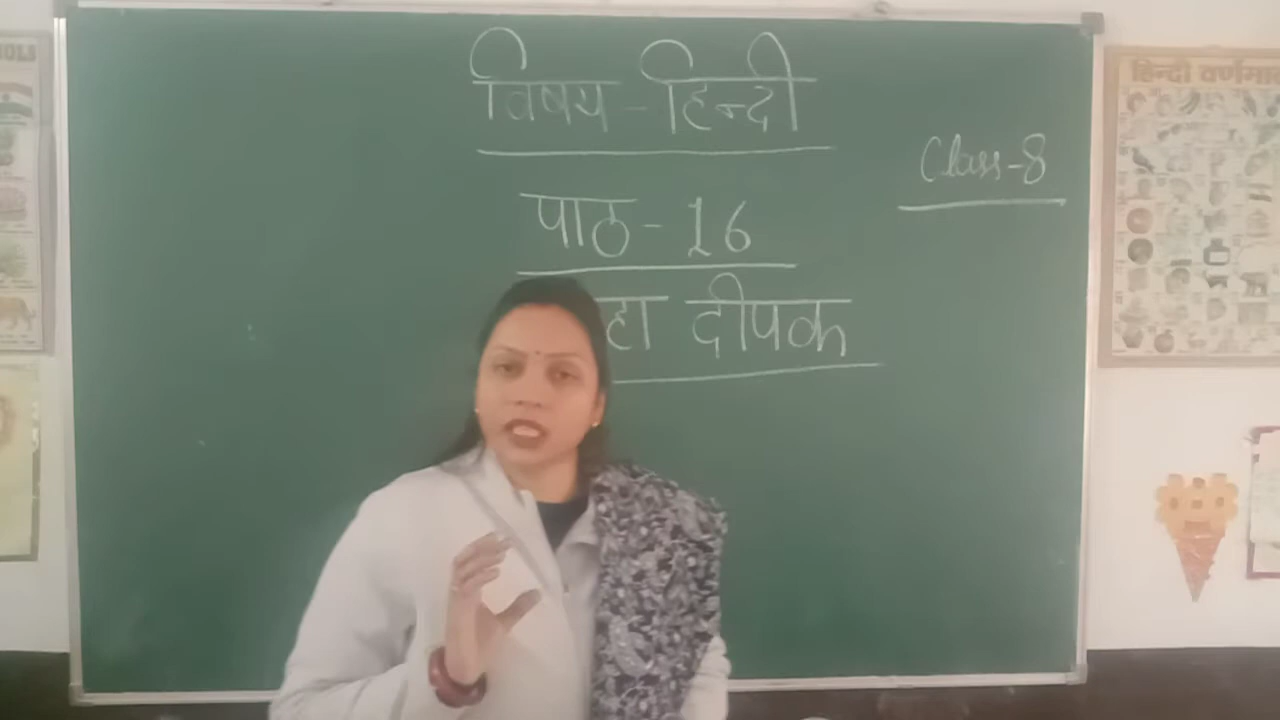 विषय - हिन्दी
Class-8
पाठ - 16
हा दीपक
हिन्दी वर्णमा